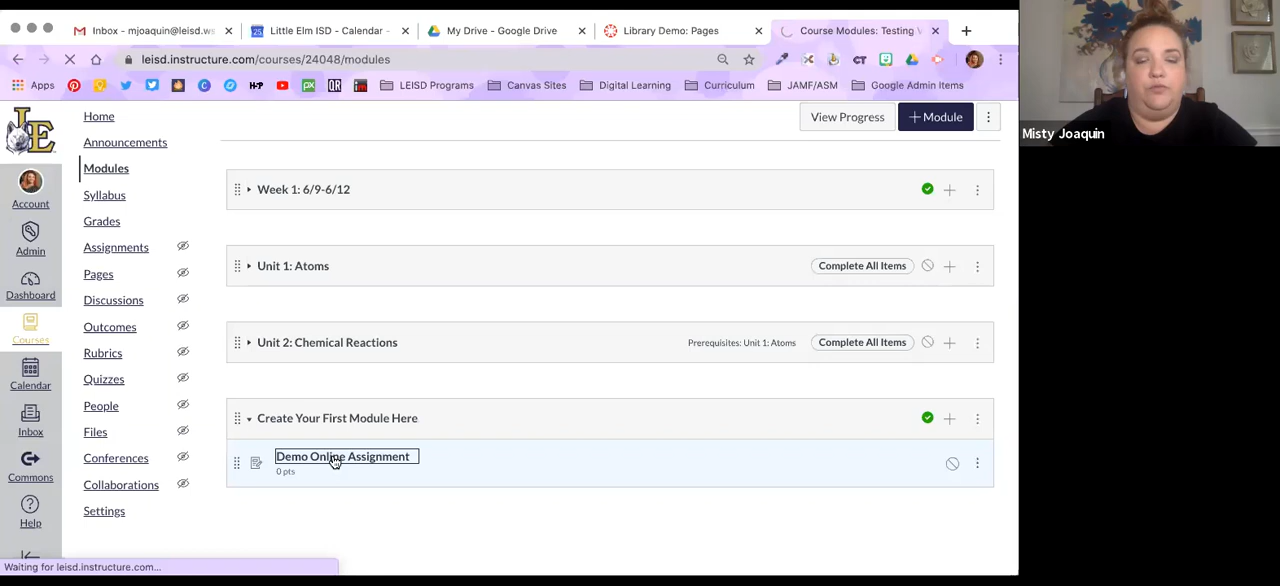 Inbox - mjoaquin@leisd.ws
Little Elm ISD - Calendar -
My Drive - Google Drive
Library Demo: Pages
Course Modules: Testing
leisd.instructure.com/courses/24048/modules
Apps
LEISD Programs
Canvas Sites
Digital Learning
Curriculum
JAMF/ASM
Google Admin Items
LE
Home
Announcements
Modules
Syllabus
Grades
Assignments
Pages
Discussions
Outcomes
Rubrics
Quizzes
People
Files
Conferences
Collaborations
Settings
Account
Admin
Dashboard
Courses
Calendar
Inbox
Commons
Help
View Progress
+ Module
Week 1: 6/9-6/12
Unit 1: Atoms
Complete All Items
Unit 2: Chemical Reactions
Prerequisites: Unit 1: Atoms
Complete All Items
Create Your First Module Here
Demo Online Assignment
0 pts
Waiting for leisd.instructure.com...
Misty Joaquin